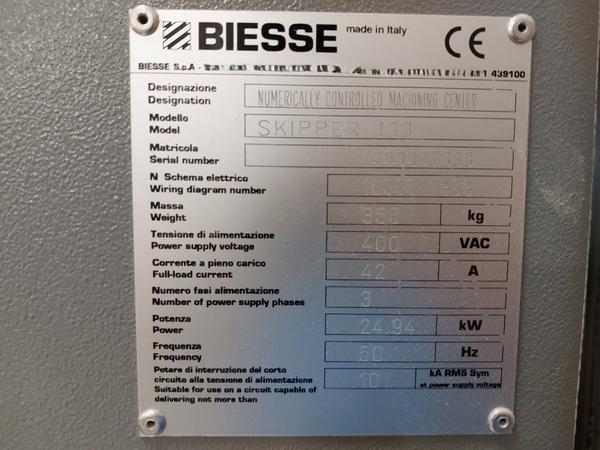 BIESSE
made in Italy
CE
BIESSE S.p.A -
439100
Designazione
Designation
NUMERICALLY CONTROLLED MACHINING CENTER
Modello
Model
SKIPPER 130
Matricola
Serial number
N Schema elettrico
Wiring diagram number
Massa
Weight
kg
Tensione di alimentazione
Power supply voltage
400 VAC
Corrente a pieno carico
Full-load current
42 A
Numero fasi alimentazione
Number of power supply phases
3
Potenza
Power
24.94 kW
Frequenza
Frequency
Hz
Potere di interruzione del corto
circuito alla tensione di alimentazione
Suitable for use on a circuit capable of
delivering not more than
10
kA RMS Sym
at power supply voltage